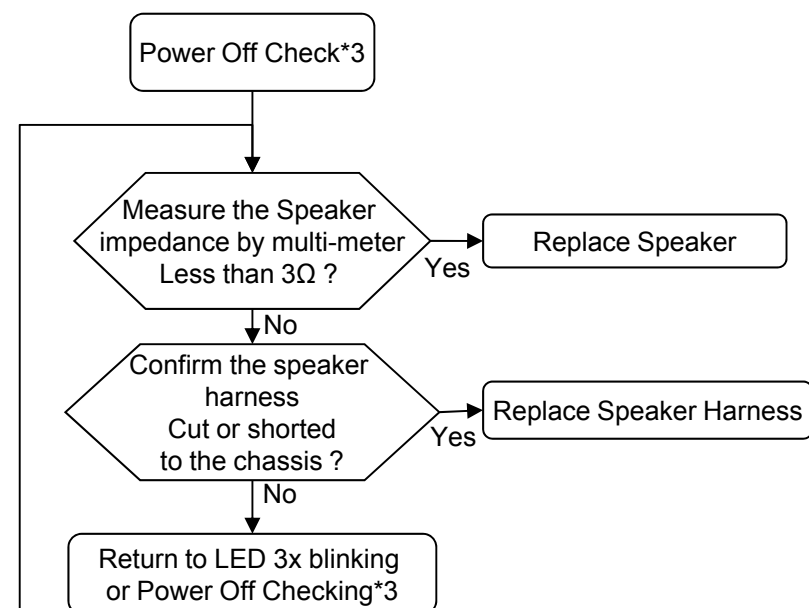 Power Off Check*3
Measure the Speaker
impedance by multi-meter
Less than 3Ω ?
Yes
Replace Speaker
No
Confirm the speaker
harness
Cut or shorted
to the chassis ?
Yes
Replace Speaker Harness
No
Return to LED 3x blinking
or Power Off Checking*3